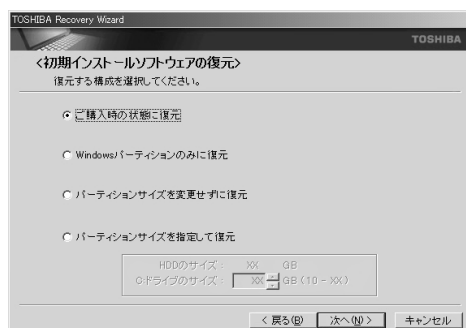 TOSHIBA Recovery Wizard
TOSHIBA
<初期インストールソフトウェアの復元>
復元する構成を選択してください。
ご購入時の状態に復元
Windowsパーティションのみに復元
パーティションサイズを変更せずに復元
パーティションサイズを指定して復元
HDDのサイズ: XX GB
C:ドライブのサイズ: XX GB (10 - XX)
< 戻る(B) 次へ(N) > キャンセル